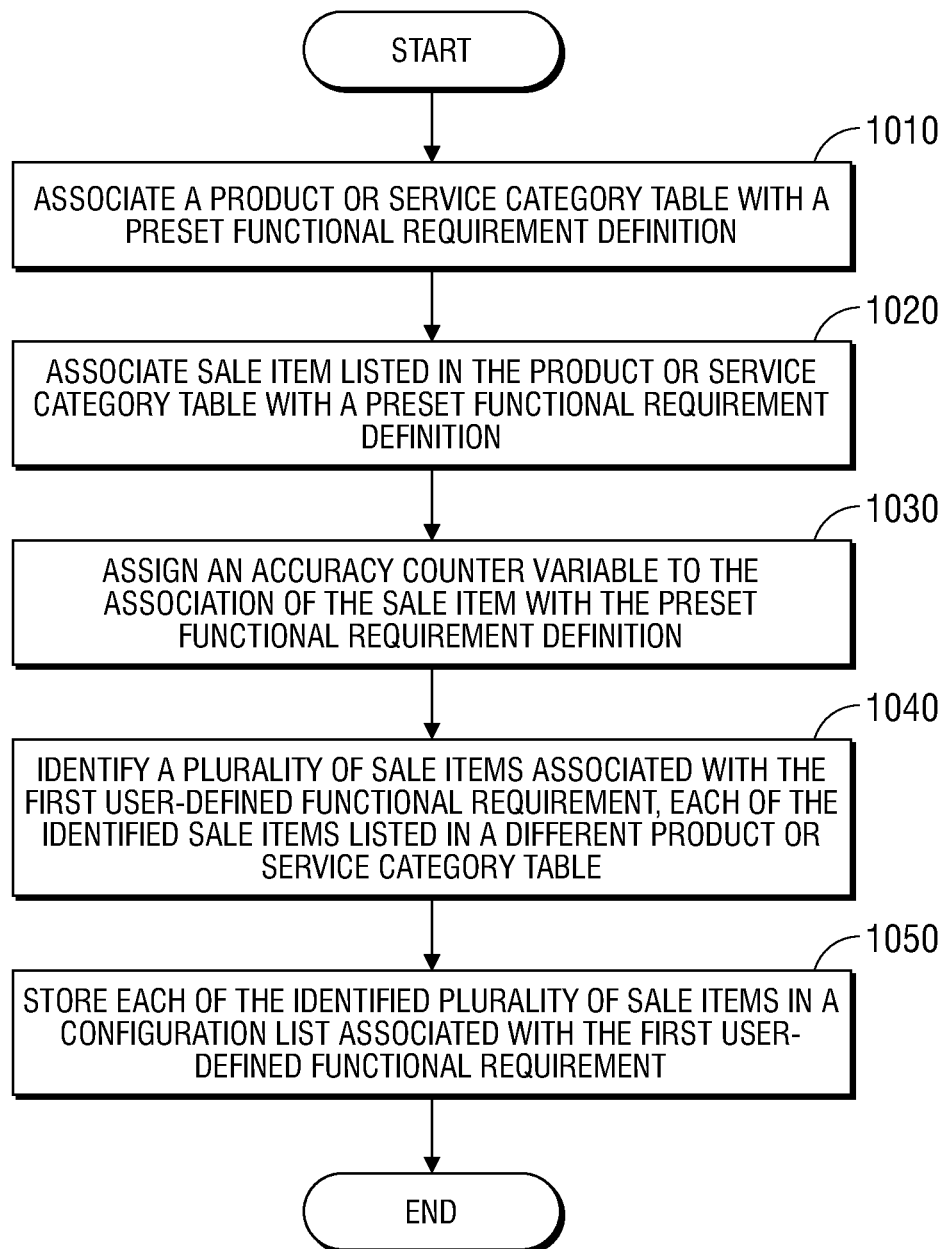 START
1010
ASSOCIATE A PRODUCT OR SERVICE CATEGORY TABLE WITH A
PRESET FUNCTIONAL REQUIREMENT DEFINITION
1020
ASSOCIATE SALE ITEM LISTED IN THE PRODUCT OR SERVICE
CATEGORY TABLE WITH A PRESET FUNCTIONAL REQUIREMENT
DEFINITION
1030
ASSIGN AN ACCURACY COUNTER VARIABLE TO THE
ASSOCIATION OF THE SALE ITEM WITH THE PRESET
FUNCTIONAL REQUIREMENT DEFINITION
1040
IDENTIFY A PLURALITY OF SALE ITEMS ASSOCIATED WITH THE
FIRST USER-DEFINED FUNCTIONAL REQUIREMENT, EACH OF THE
IDENTIFIED SALE ITEMS LISTED IN A DIFFERENT PRODUCT OR
SERVICE CATEGORY TABLE
1050
STORE EACH OF THE IDENTIFIED PLURALITY OF SALE ITEMS IN A
CONFIGURATION LIST ASSOCIATED WITH THE FIRST USER-
DEFINED FUNCTIONAL REQUIREMENT
END